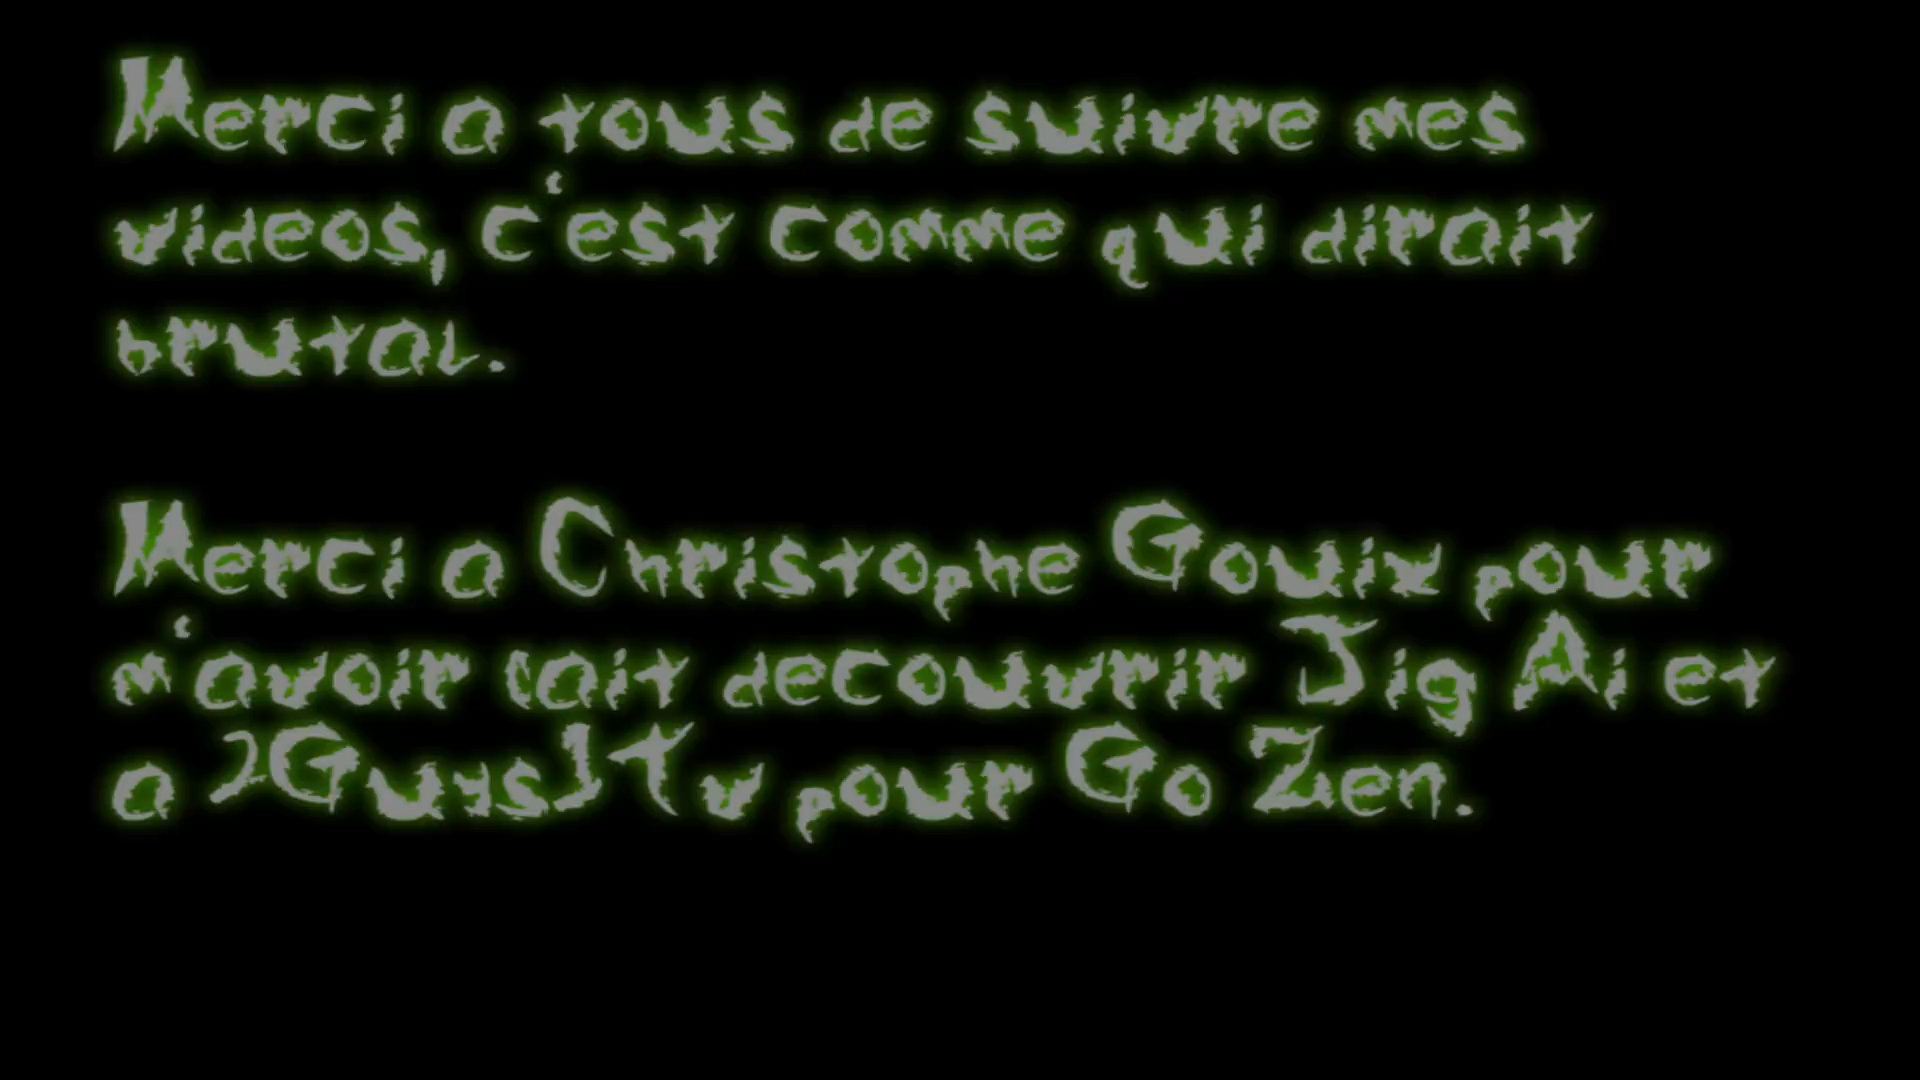 Merci a tous de suivre mes
videos, c'est comme qui dirait
brutal.
Merci a Christophe Gouix pour
m'avoir fait decouvrir Jig Ai et
a pour Go Zen.